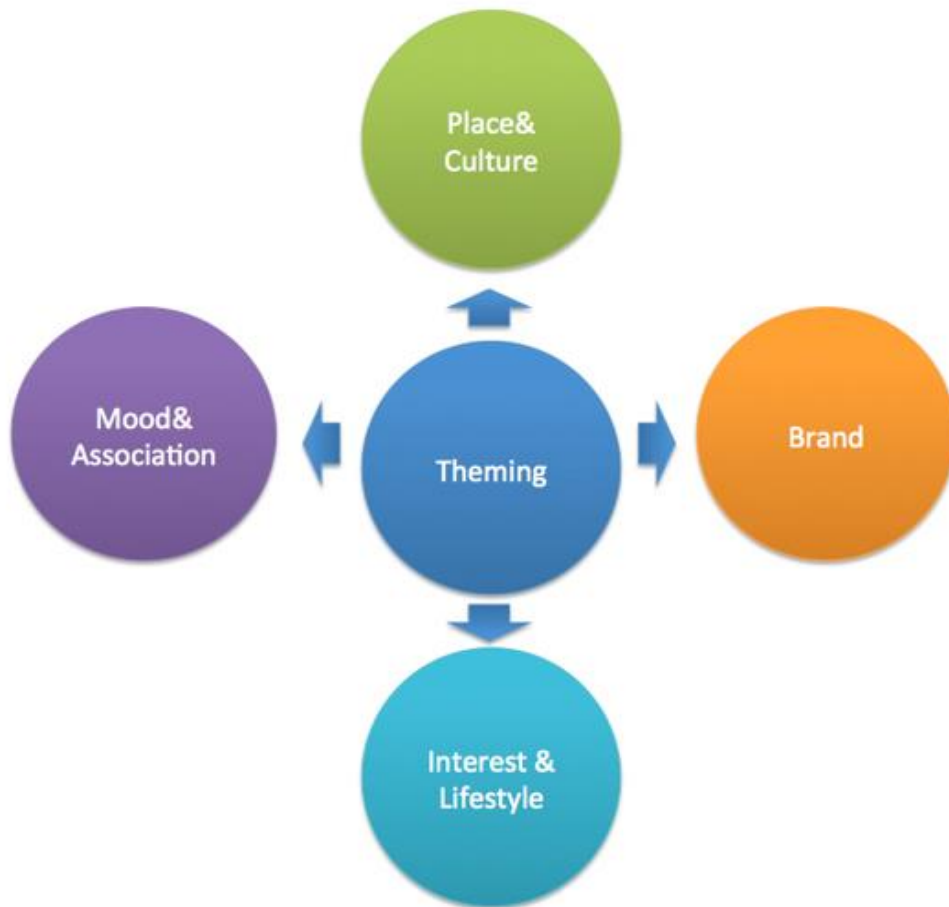 Place&
Culture
Mood&
Association
Theming
Brand
Interest &
Lifestyle